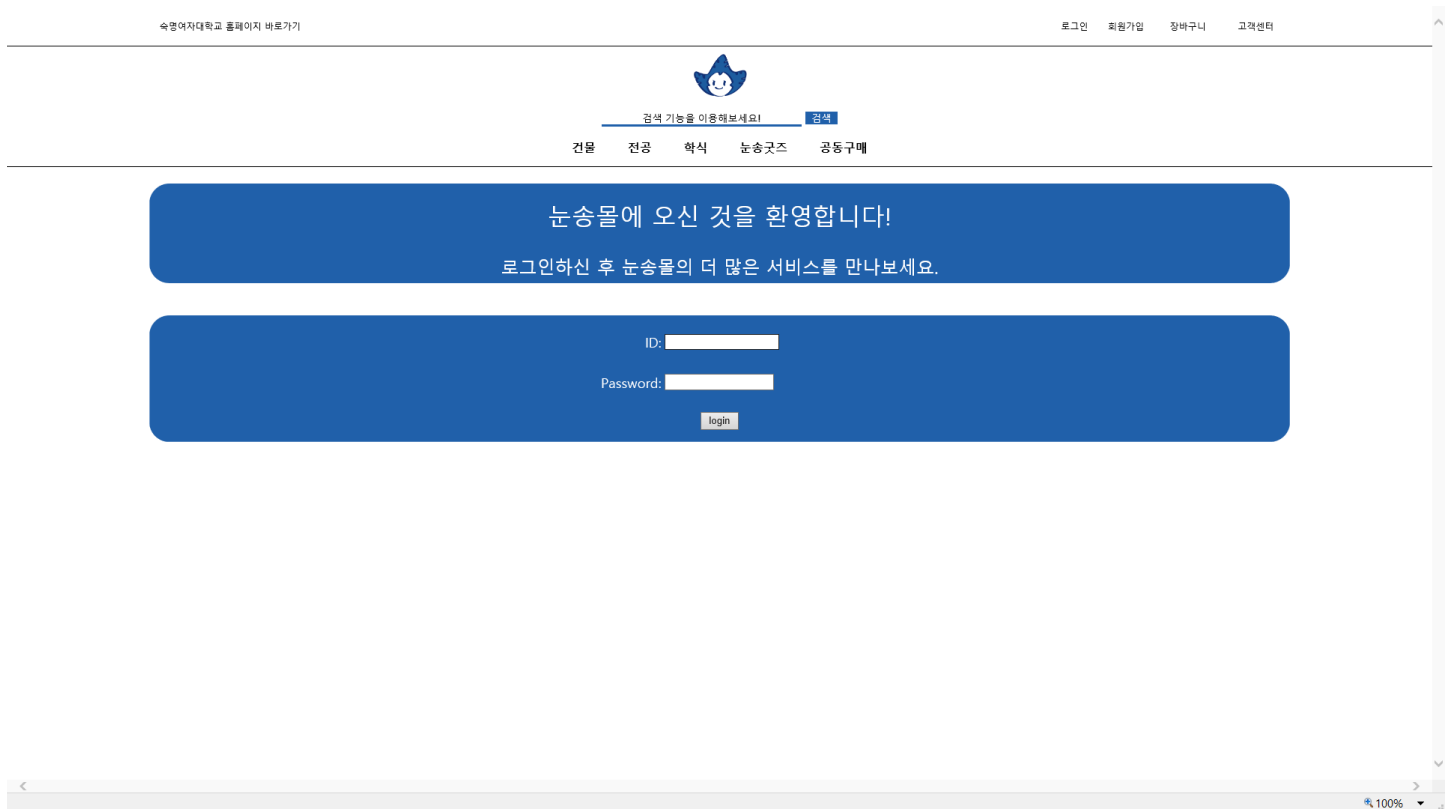 숙명여자대학교 홈페이지 바로가기 로그인 회원가입 장바구니 고객센터
검색 기능을 이용해보세요! 검색
건물 전공 학식 눈송굿즈 공동구매
눈송몰에 오신 것을 환영합니다!
로그인하신 후 눈송몰의 더 많은 서비스를 만나보세요.
ID:
Password:
login
100%